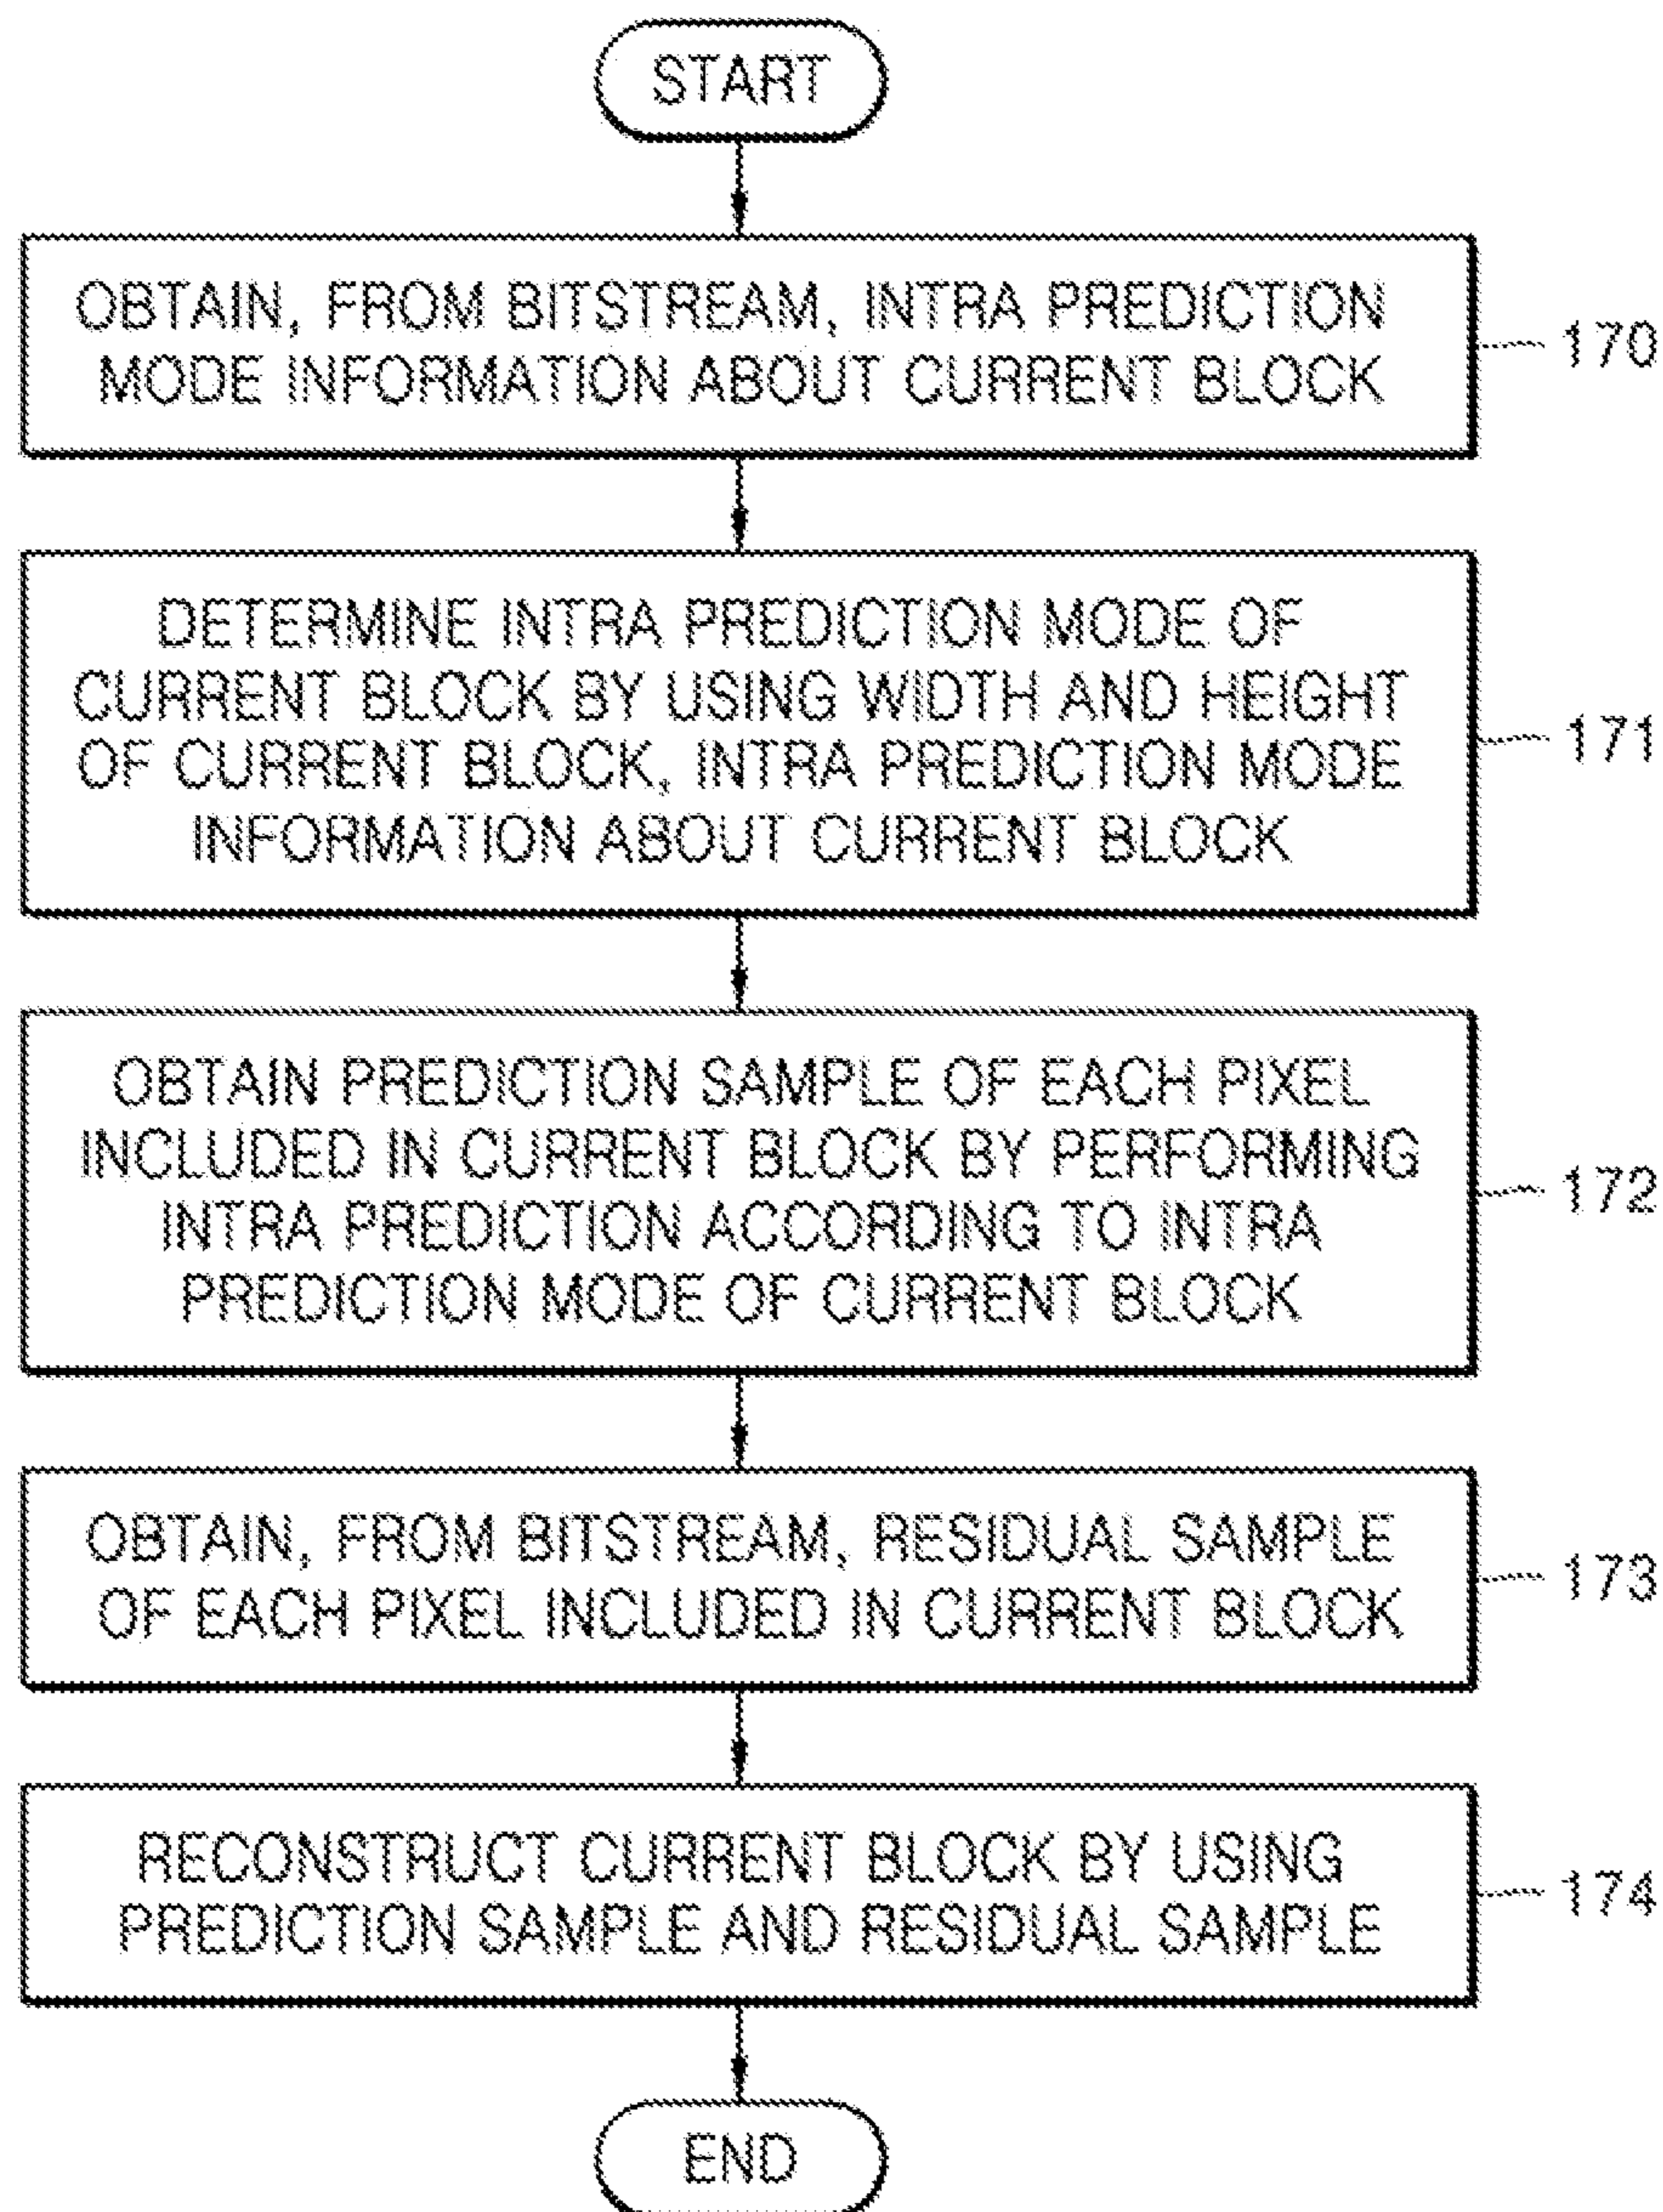 START
OBTAIN, FROM BITSTREAM, INTRA PREDICTION
MODE INFORMATION ABOUT CURRENT BLOCK
170
DETERMINE INTRA PREDICTION MODE OF
CURRENT BLOCK BY USING WIDTH AND HEIGHT
OF CURRENT BLOCK, INTRA PREDICTION MODE
INFORMATION ABOUT CURRENT BLOCK
171
OBTAIN PREDICTION SAMPLE OF EACH PIXEL
INCLUDED IN CURRENT BLOCK BY PERFORMING
INTRA PREDICTION ACCORDING TO INTRA
PREDICTION MODE OF CURRENT BLOCK
172
OBTAIN, FROM BITSTREAM, RESIDUAL SAMPLE
OF EACH PIXEL INCLUDED IN CURRENT BLOCK
173
RECONSTRUCT CURRENT BLOCK BY USING
PREDICTION SAMPLE AND RESIDUAL SAMPLE
174
END